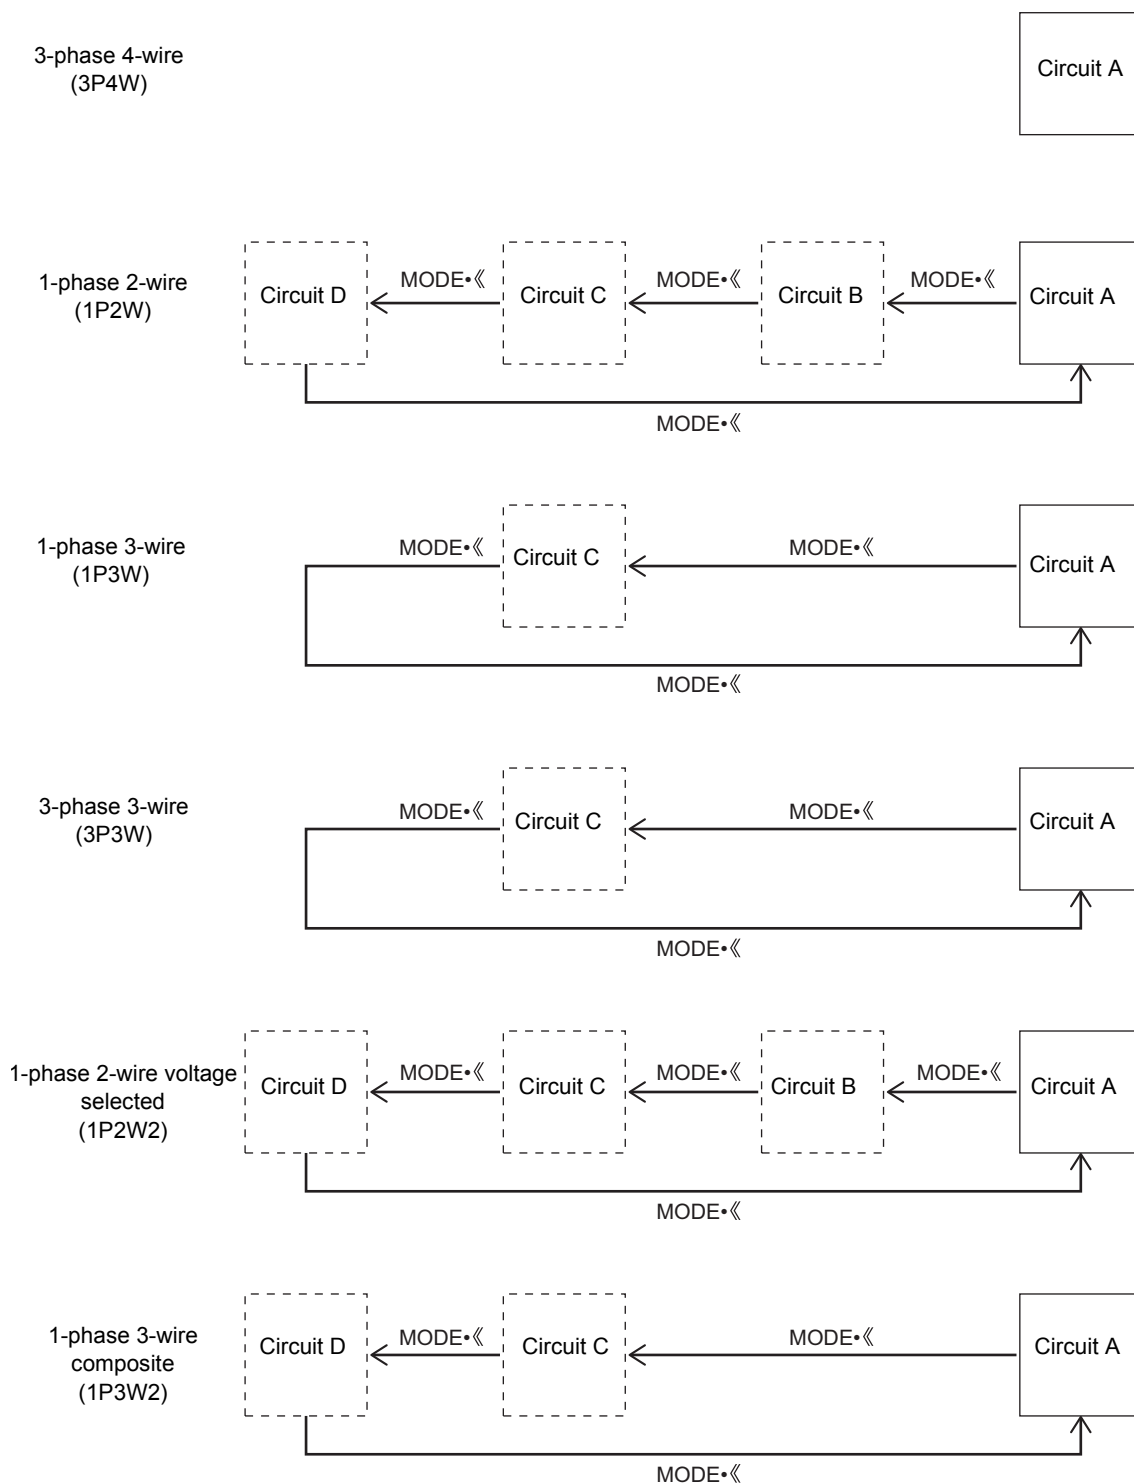 3-phase 4-wire
(3P4W)
Circuit A
1-phase 2-wire
(1P2W)
Circuit D
MODE•《
Circuit C
MODE•《
Circuit B
MODE•《
Circuit A
MODE•《
1-phase 3-wire
(1P3W)
MODE•《
Circuit C
MODE•《
Circuit A
MODE•《
3-phase 3-wire
(3P3W)
MODE•《
Circuit C
MODE•《
Circuit A
MODE•《
1-phase 2-wire voltage
selected
(1P2W2)
Circuit D
MODE•《
Circuit C
MODE•《
Circuit B
MODE•《
Circuit A
MODE•《
1-phase 3-wire
composite
(1P3W2)
Circuit D
MODE•《
Circuit C
MODE•《
Circuit A
MODE•《